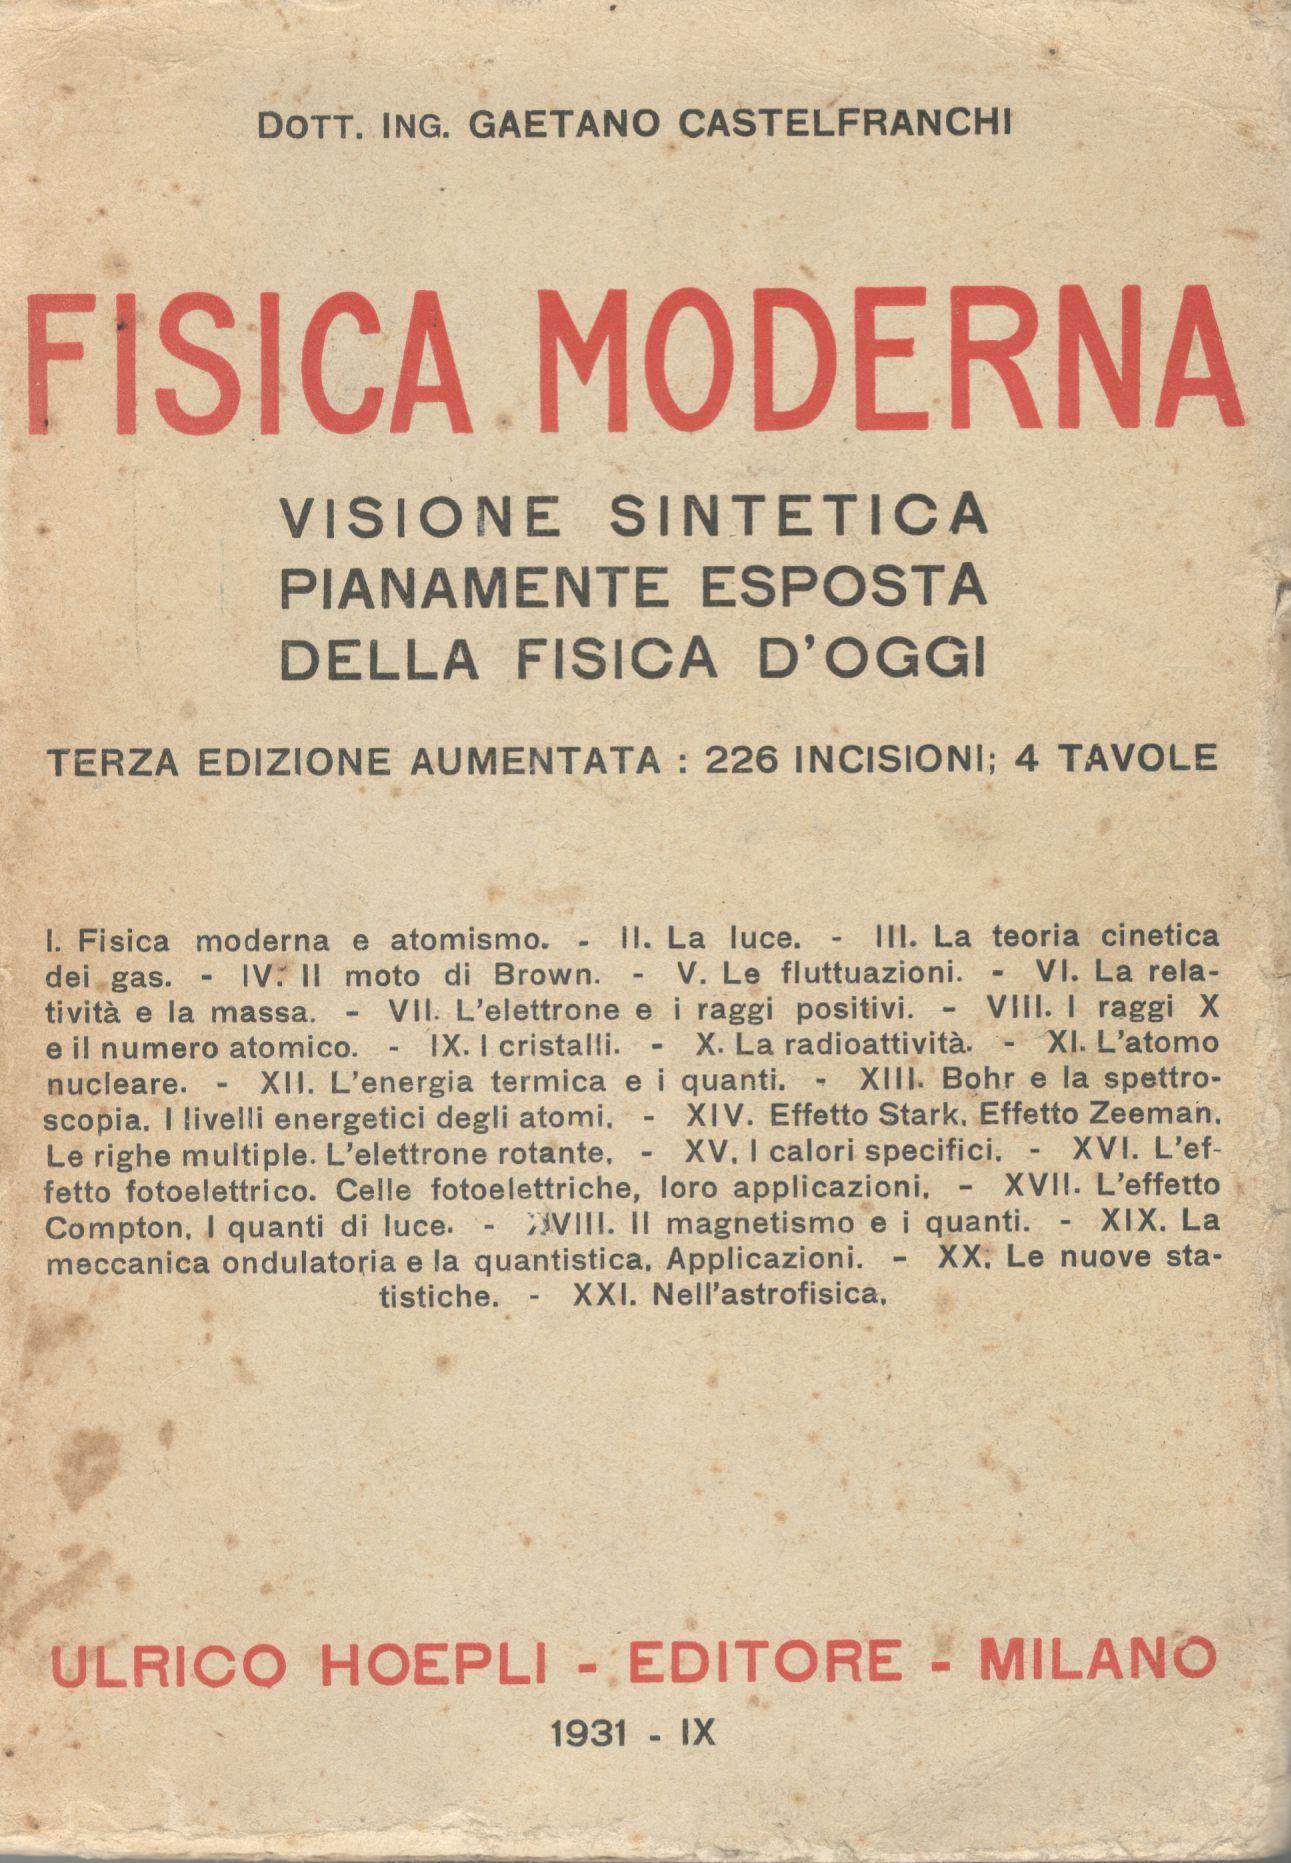 DOTT. ING. GAETANO CASTELFRANCHI
FISICA MODERNA
VISIONE SINTETICA
PIANAMENTE ESPOSTA
DELLA FISICA D'OGGI
TERZA EDIZIONE AUMENTATA : 226 INCISIONI; 4 TAVOLE
I. Fisica moderna e atomismo. - II. La luce. - III. La teoria cinetica
dei gas. - IV. Il moto di Brown. - V. Le fluttuazioni. - VI. La rela-
tività e la massa. - VII. L'elettrone e i raggi positivi. - VIII. I raggi X
e il numero atomico. - IX. I cristalli. - X. La radioattività. - XI. L'atomo
nucleare. - XII. L'energia termica e i quanti. - XIII. Bohr e la spettro-
scopia. I livelli energetici degli atomi. - XIV. Effetto Stark. Effetto Zeeman.
Le righe multiple. L'elettrone rotante. - XV. I calori specifici. - XVI. L'ef-
fetto fotoelettrico. Celle fotoelettriche, loro applicazioni. - XVII. L'effetto
Compton. I quanti di luce. - XVIII. Il magnetismo e i quanti. - XIX. La
meccanica ondulatoria e la quantistica. Applicazioni. - XX. Le nuove sta-
tistiche. - XXI. Nell'astrofisica.
ULRICO HOEPLI - EDITORE - MILANO
1931 - IX